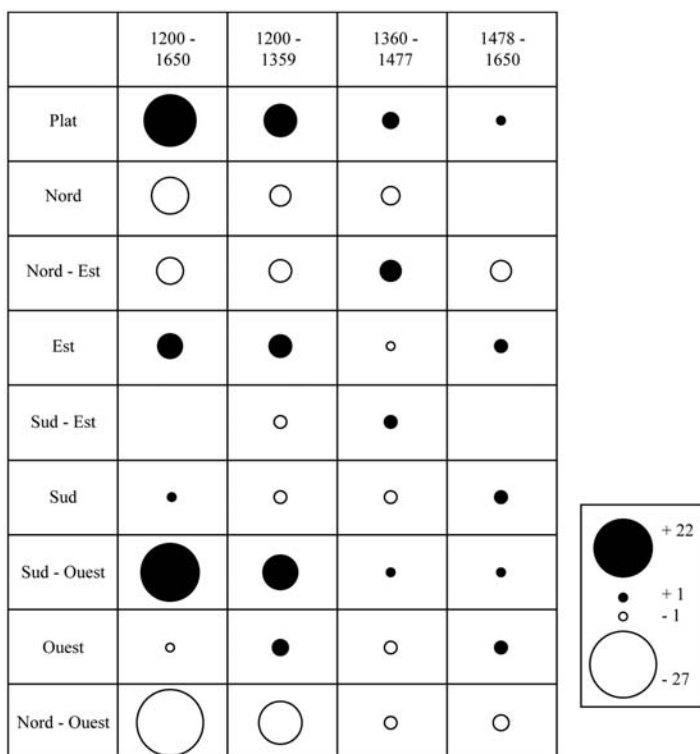 1200 -
1650
1200 -
1359
1360 -
1477
1478 -
1650
Plat
Nord
Nord - Est
Est
Sud - Est
Sud
Sud - Ouest
Ouest
Nord - Ouest
+ 22
+ 1
- 1
- 27